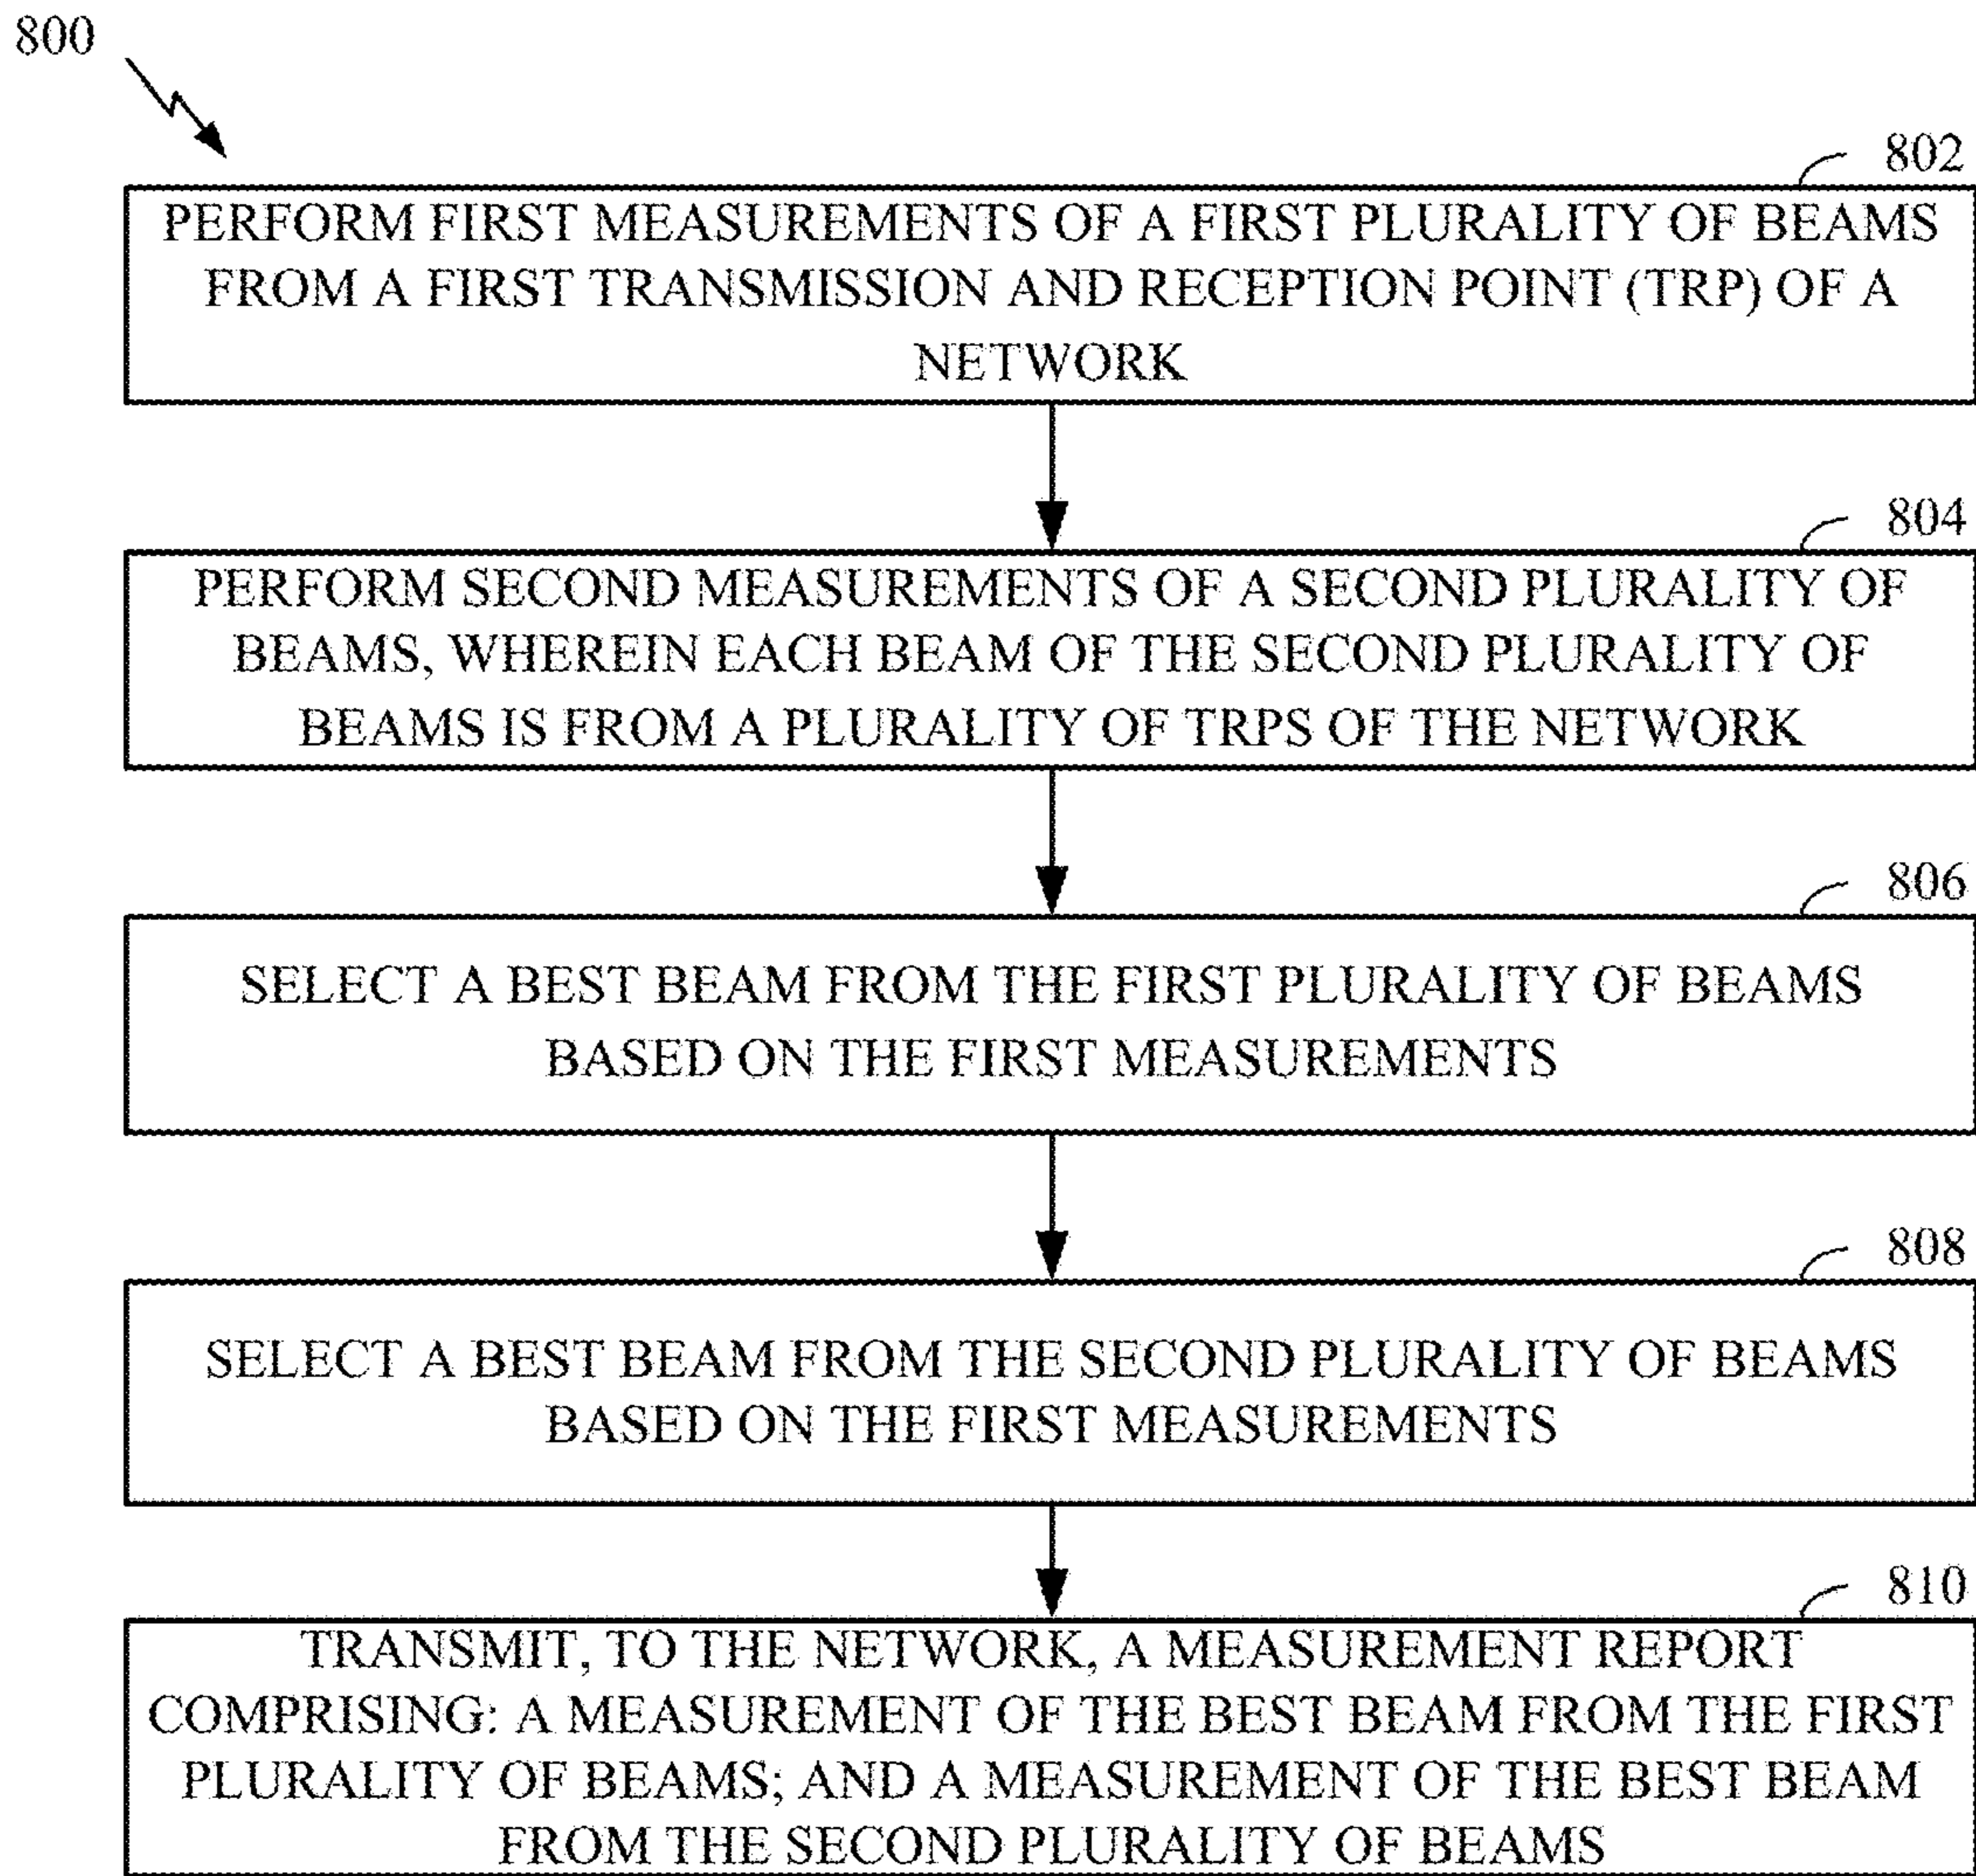 800
802
PERFORM FIRST MEASUREMENTS OF A FIRST PLURALITY OF BEAMS
FROM A FIRST TRANSMISSION AND RECEPTION POINT (TRP) OF A
NETWORK
804
PERFORM SECOND MEASUREMENTS OF A SECOND PLURALITY OF
BEAMS, WHEREIN EACH BEAM OF THE SECOND PLURALITY OF
BEAMS IS FROM A PLURALITY OF TRPS OF THE NETWORK
806
SELECT A BEST BEAM FROM THE FIRST PLURALITY OF BEAMS
BASED ON THE FIRST MEASUREMENTS
808
SELECT A BEST BEAM FROM THE SECOND PLURALITY OF BEAMS
BASED ON THE FIRST MEASUREMENTS
810
TRANSMIT, TO THE NETWORK, A MEASUREMENT REPORT
COMPRISING: A MEASUREMENT OF THE BEST BEAM FROM THE FIRST
PLURALITY OF BEAMS; AND A MEASUREMENT OF THE BEST BEAM
FROM THE SECOND PLURALITY OF BEAMS